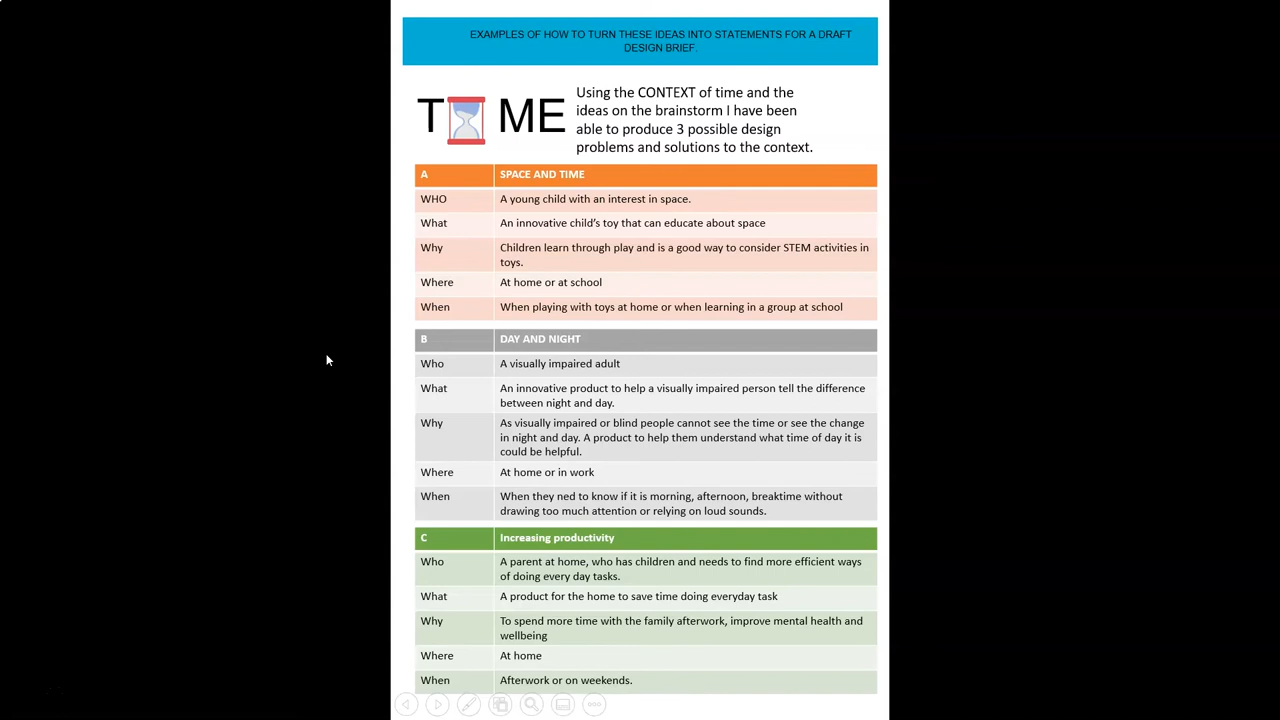 EXAMPLES OF HOW TO TURN THESE IDEAS INTO STATEMENTS FOR A DRAFT
DESIGN BRIEF.
T ME
Using the CONTEXT of time and the
ideas on the brainstorm I have been
able to produce 3 possible design
problems and solutions to the context.
A SPACE AND TIME
WHO A young child with an interest in space.
What An innovative child's toy that can educate about space
Why Children learn through play and is a good way to consider STEM activities in
toys.
Where At home or at school
When When playing with toys at home or when learning in a group at school
B DAY AND NIGHT
Who A visually impaired adult
What An innovative product to help a visually impaired person tell the difference
between night and day.
Why As visually impaired or blind people cannot see the time or see the change
in night and day. A product to help them understand what time of day it is
could be helpful.
Where At home or in work
When When they ned to know if it is morning, afternoon, breaktime without
drawing too much attention or relying on loud sounds.
C Increasing productivity
Who A parent at home, who has children and needs to find more efficient ways
of doing every day tasks.
What A product for the home to save time doing everyday task
Why To spend more time with the family afterwork, improve mental health and
wellbeing
Where At home
When Afterwork or on weekends.